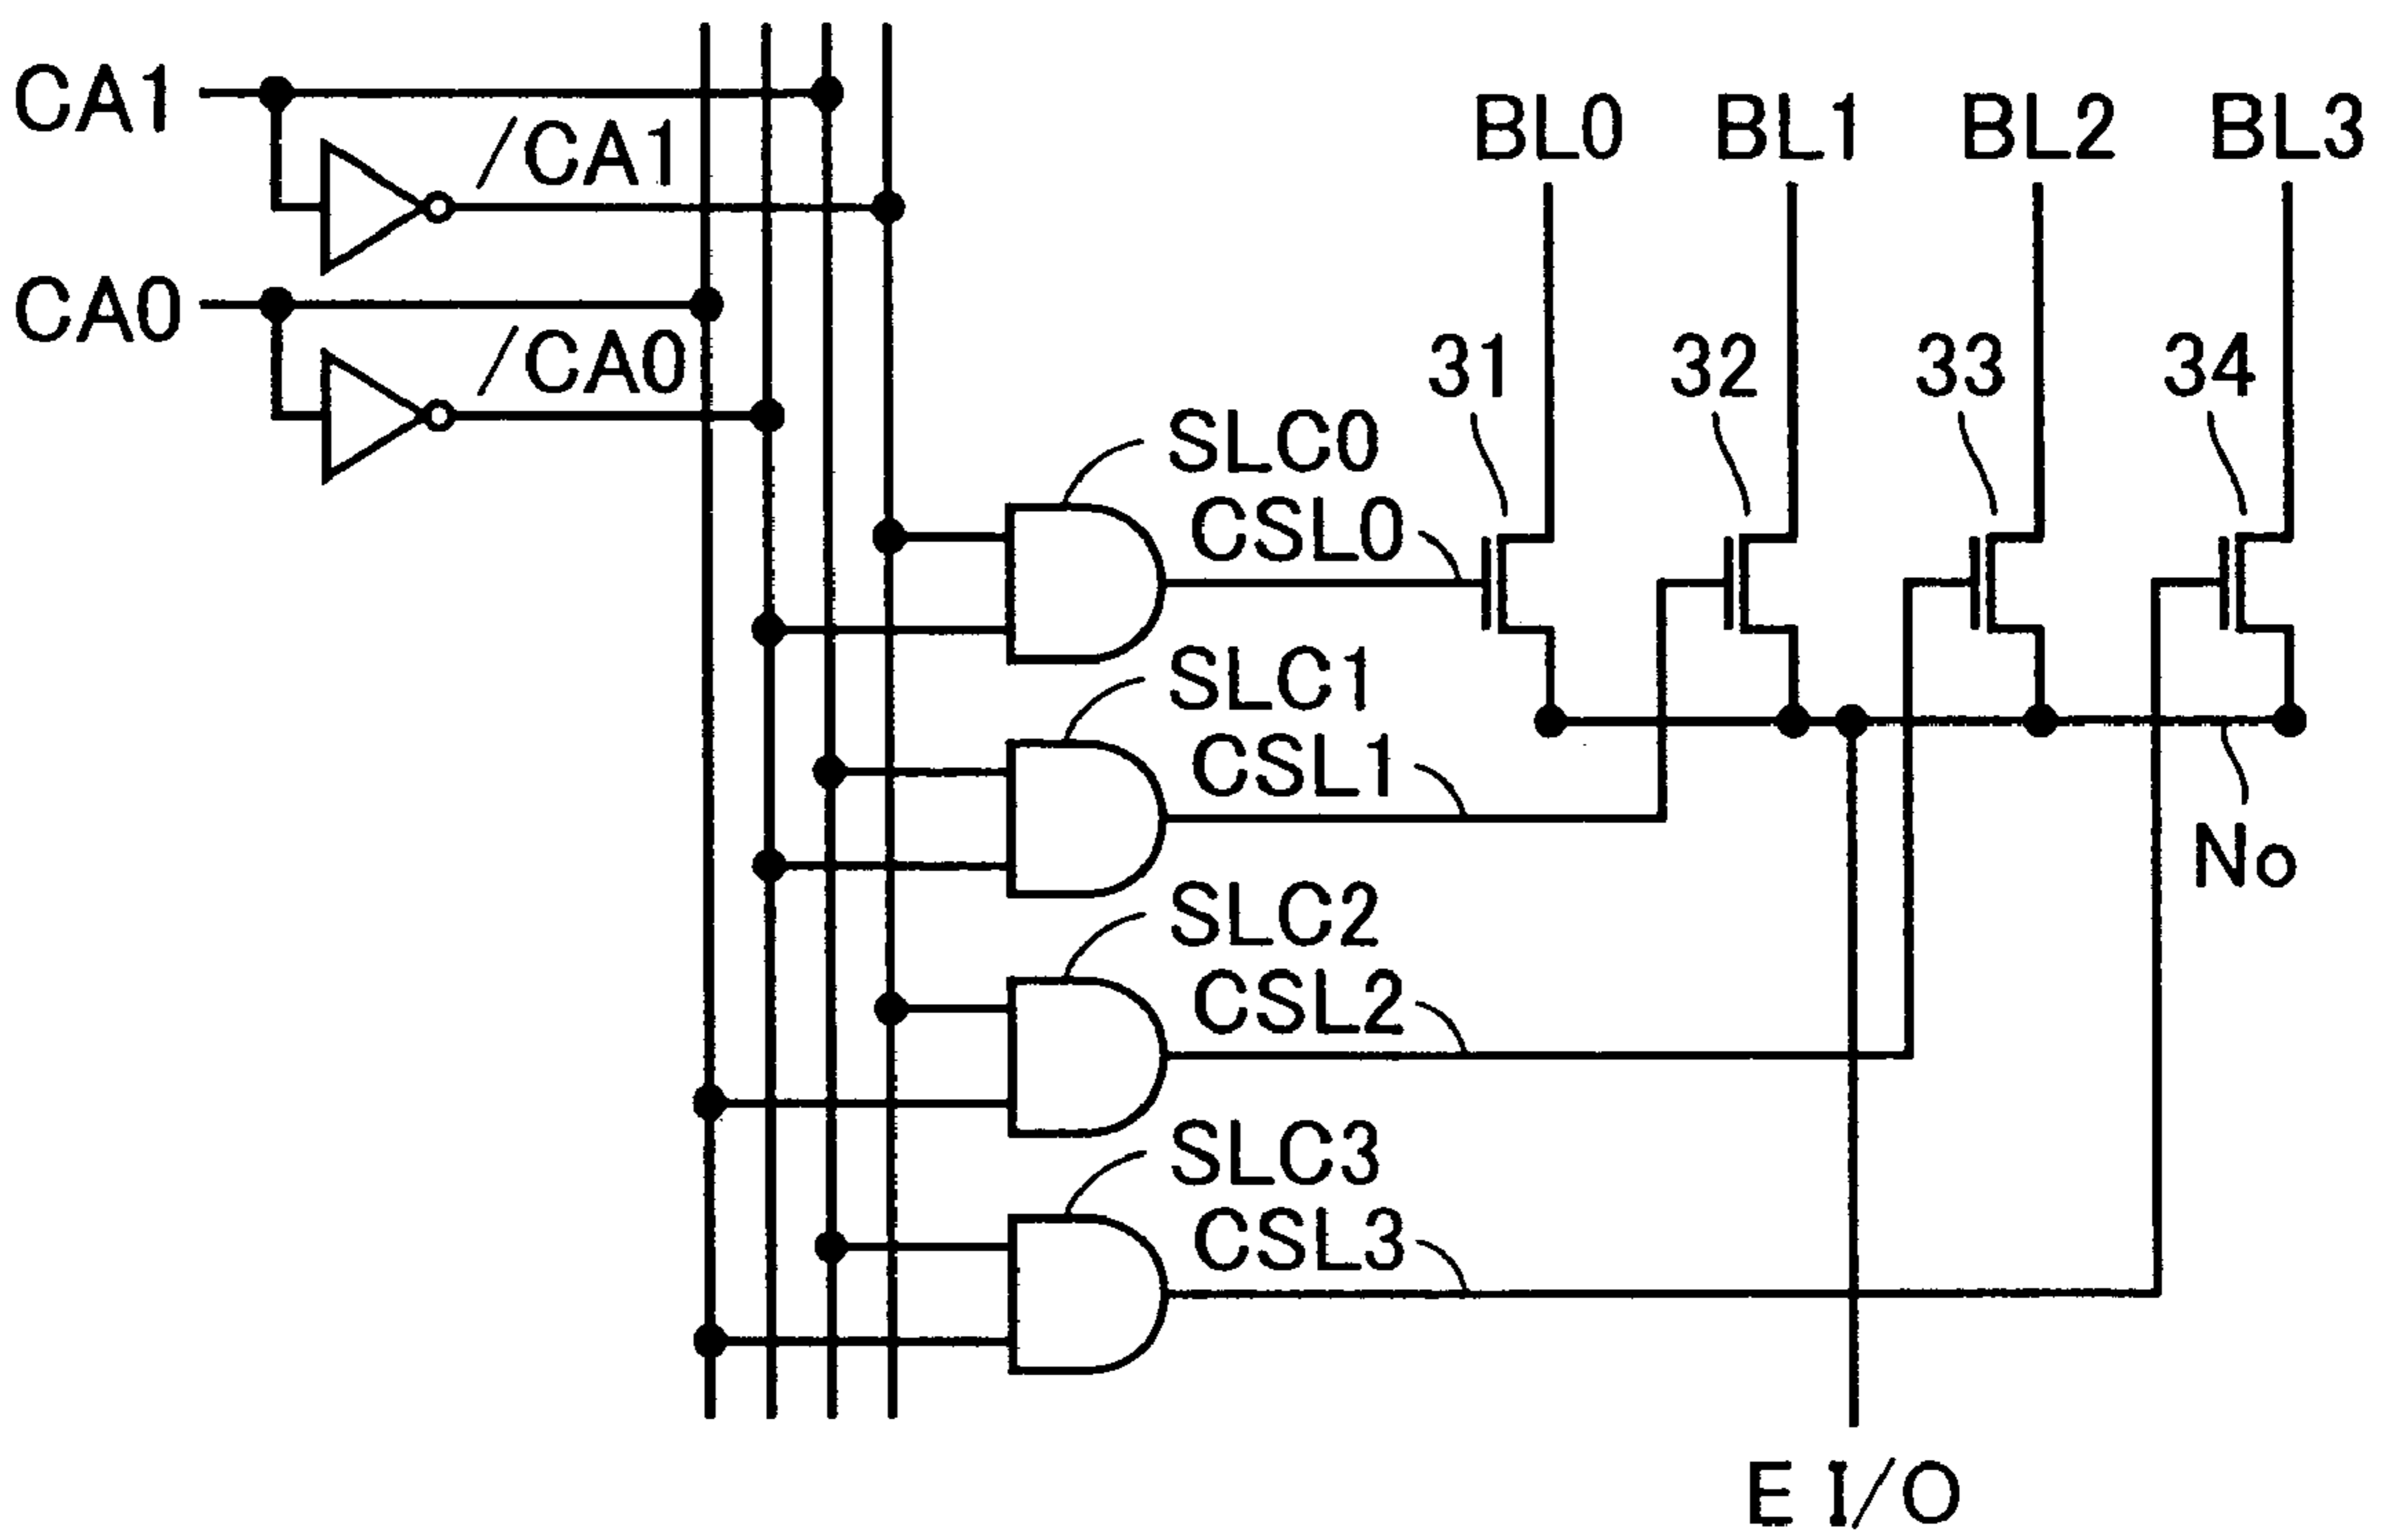 CA1
/CA1
CA0
/CA0
BL0 BL1 BL2 BL3
31 32 33 34
SLC0
CSL0
SLC1
CSL1
SLC2
CSL2
SLC3
CSL3
No
E I/O